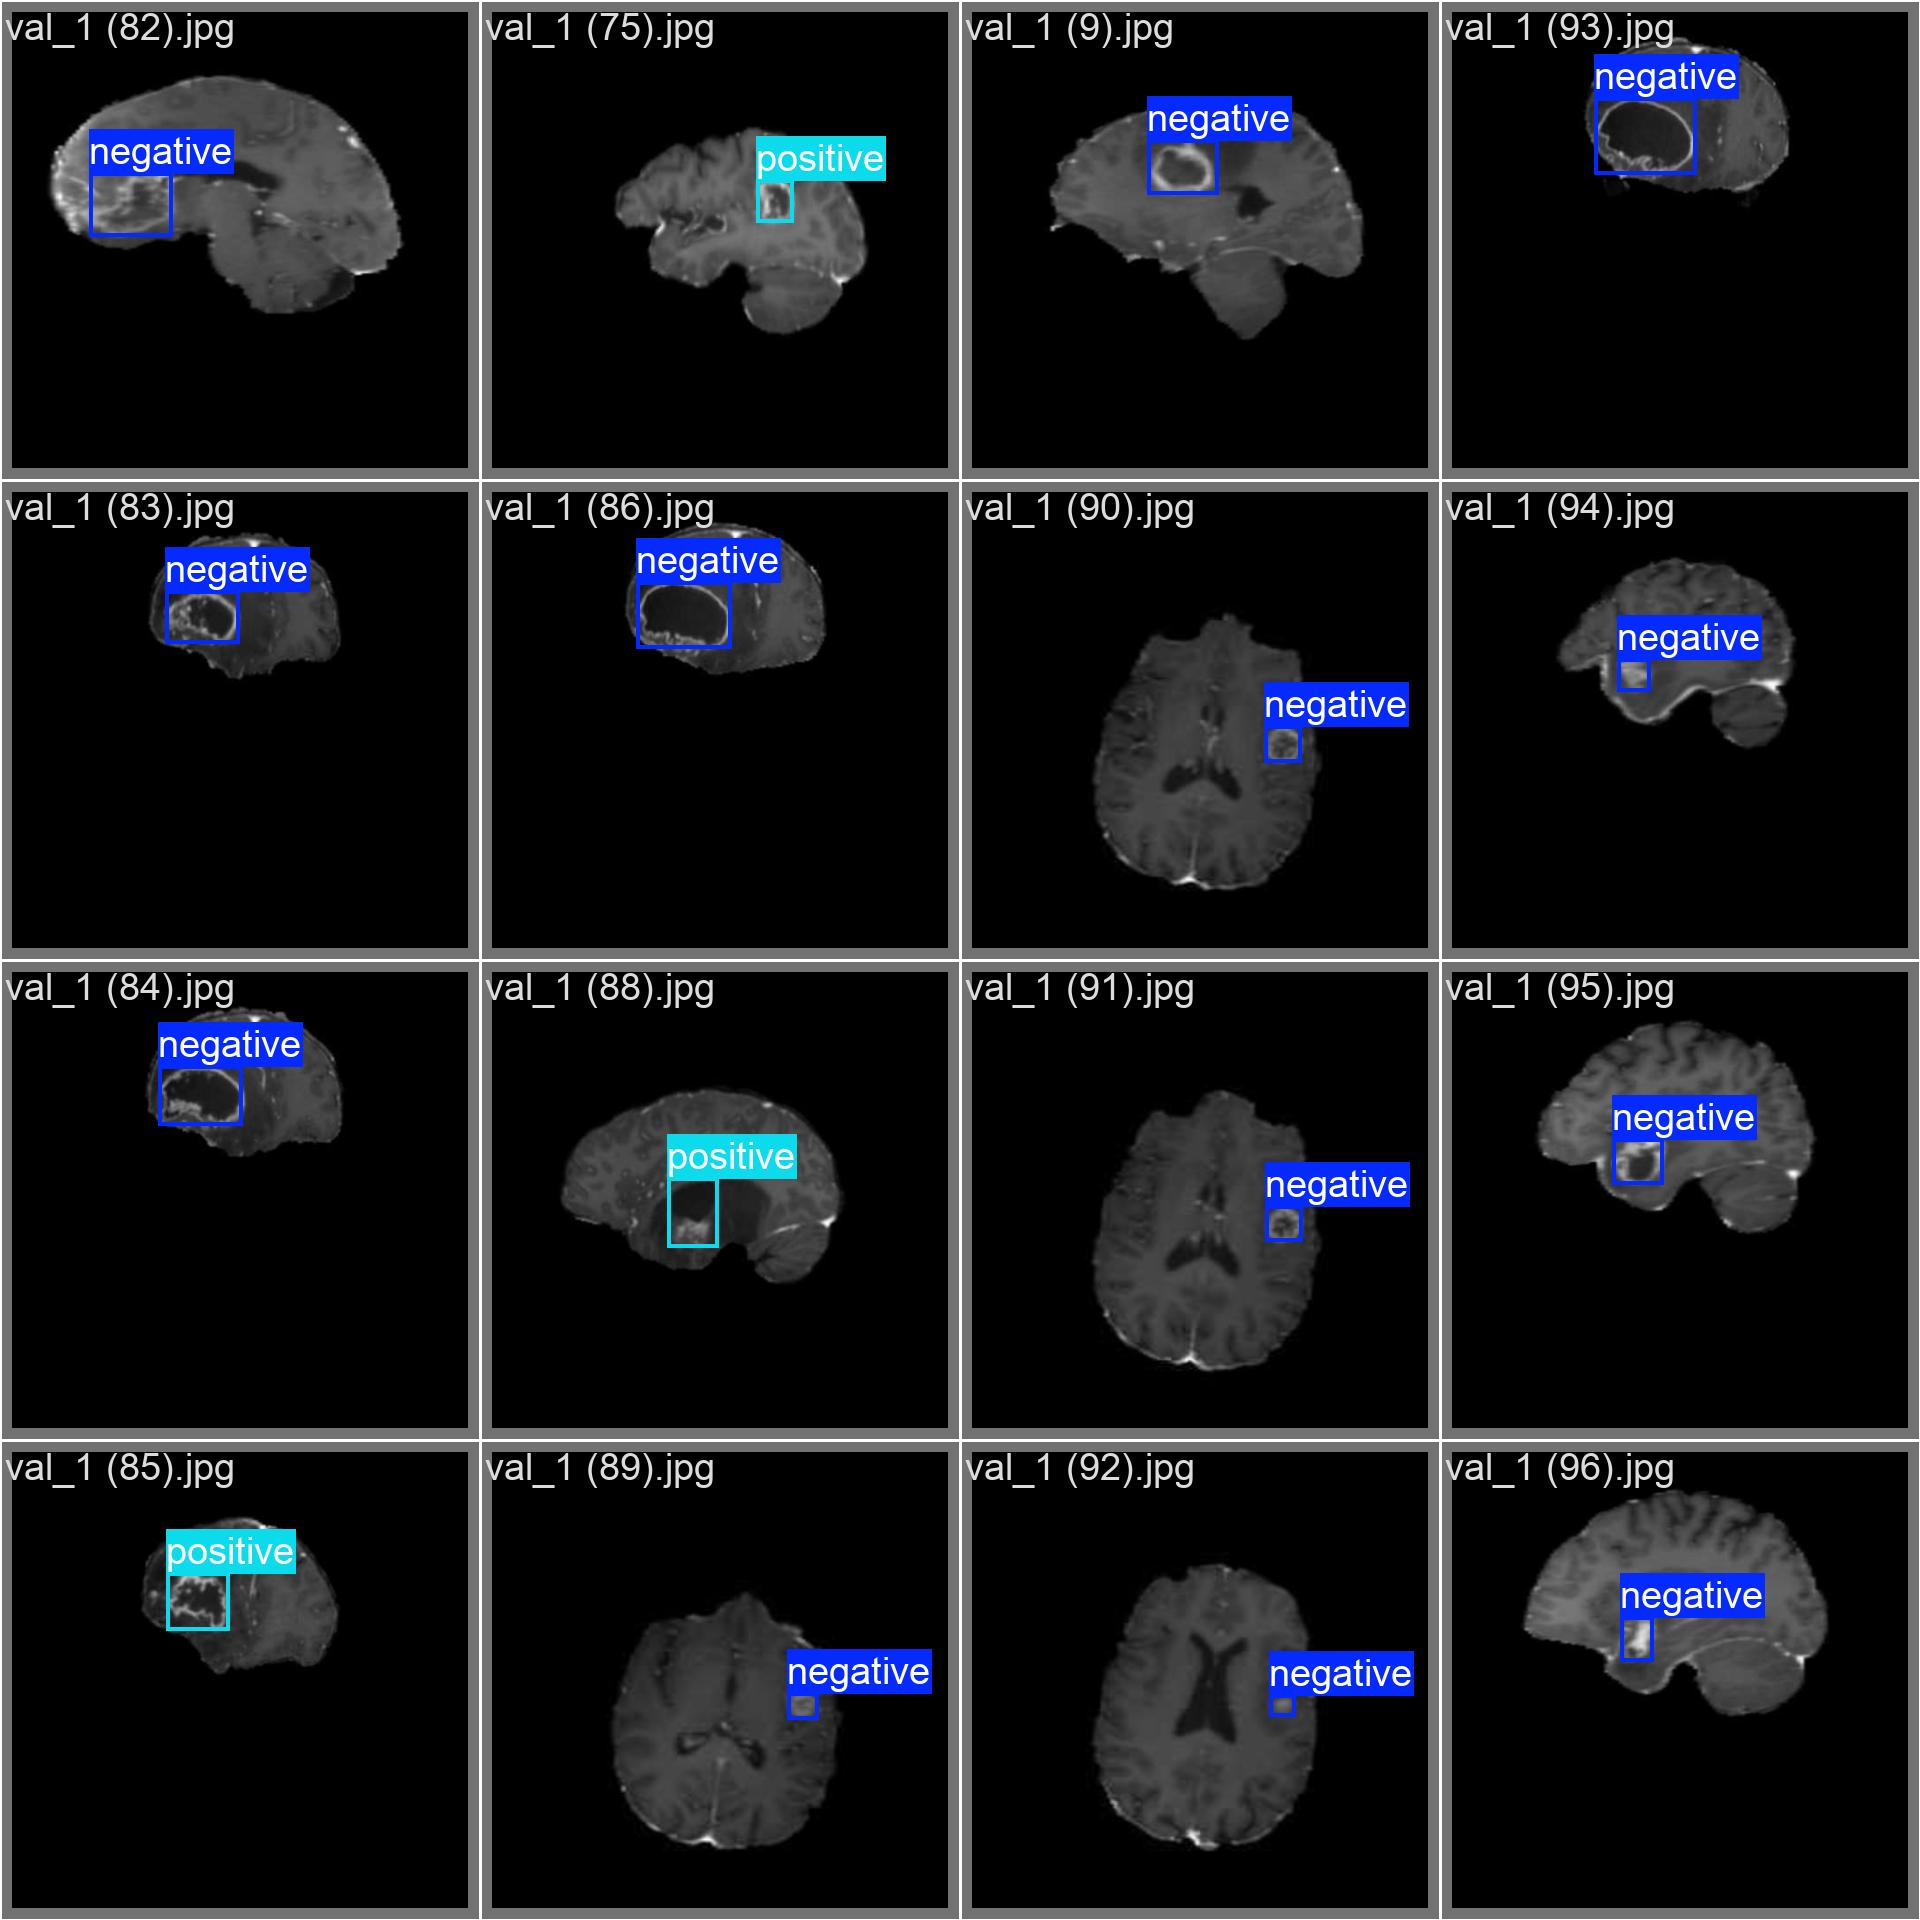 val_1 (82).jpg
negative
val_1 (75).jpg
positive
val_1 (9).jpg
negative
val_1 (93).jpg
negative
val_1 (83).jpg
negative
val_1 (86).jpg
negative
val_1 (90).jpg
negative
val_1 (94).jpg
negative
val_1 (84).jpg
negative
val_1 (88).jpg
positive
val_1 (91).jpg
negative
val_1 (95).jpg
negative
val_1 (85).jpg
positive
val_1 (89).jpg
negative
val_1 (92).jpg
negative
val_1 (96).jpg
negative